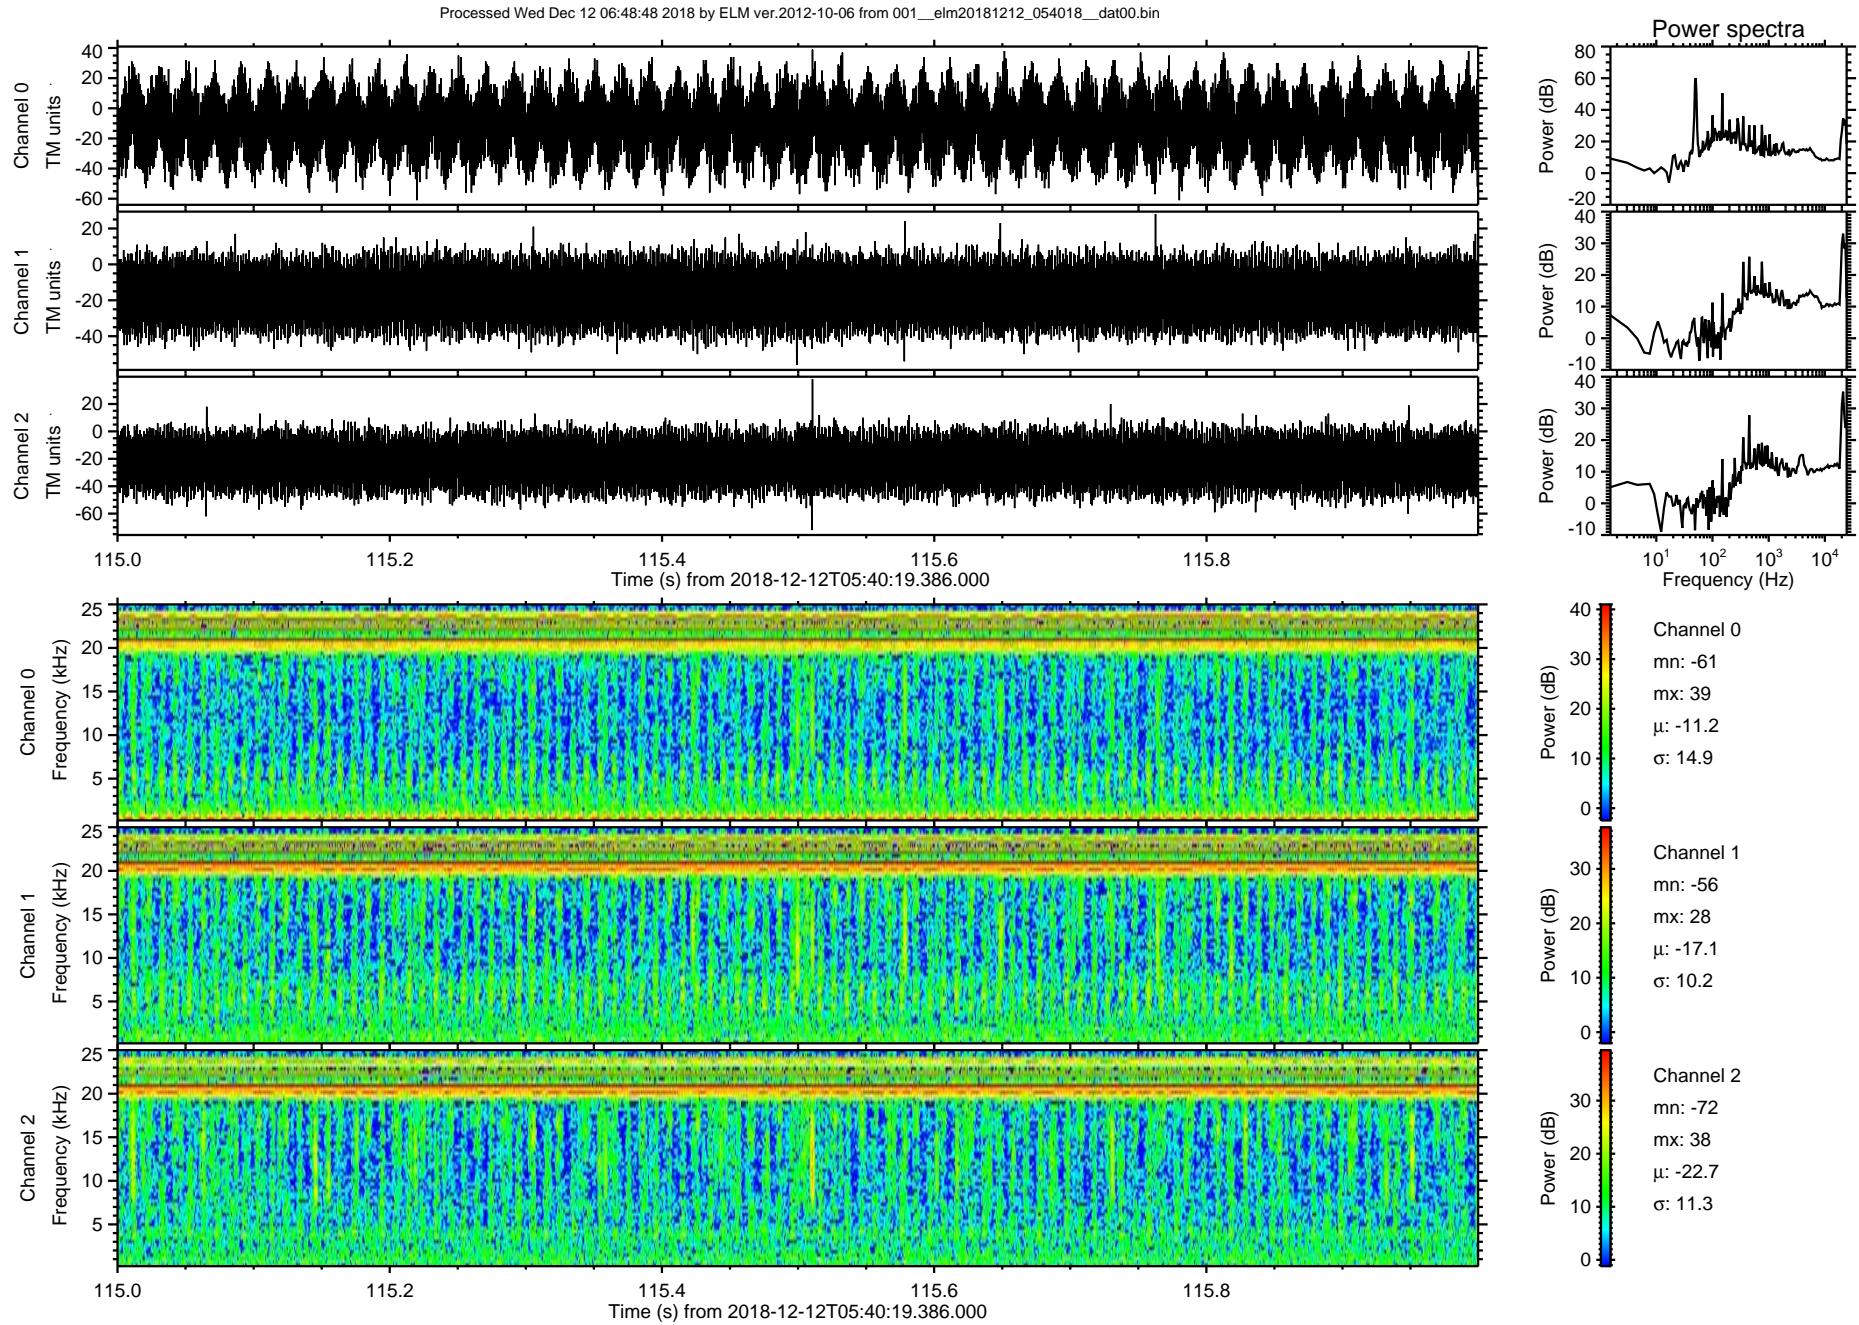 Processed Wed Dec 12 06:48:48 2018 by ELM ver.2012-10-06 from 001__elm20181212_054018__dat00.bin
Power spectra
Channel 0
TM units
40
20
0
-20
-40
-60
Power (dB)
80
60
40
20
0
-20
Channel 1
TM units
20
0
-20
-40
Power (dB)
40
30
20
10
0
-10
Channel 2
TM units
20
0
-20
-40
-60
Power (dB)
40
30
20
10
0
-10
115.0 115.2 115.4 115.6 115.8
Time (s) from 2018-12-12T05:40:19.386.000
10¹ 10² 10³ 10⁴
Frequency (Hz)
Channel 0
Frequency (kHz)
25
20
15
10
5
Power (dB)
40
30
20
10
0
Channel 0
mn: -61
mx: 39
μ: -11.2
σ: 14.9
Channel 1
Frequency (kHz)
25
20
15
10
5
Power (dB)
30
20
10
0
Channel 1
mn: -56
mx: 28
μ: -17.1
σ: 10.2
Channel 2
Frequency (kHz)
25
20
15
10
5
Power (dB)
30
20
10
0
Channel 2
mn: -72
mx: 38
μ: -22.7
σ: 11.3
115.0 115.2 115.4 115.6 115.8
Time (s) from 2018-12-12T05:40:19.386.000